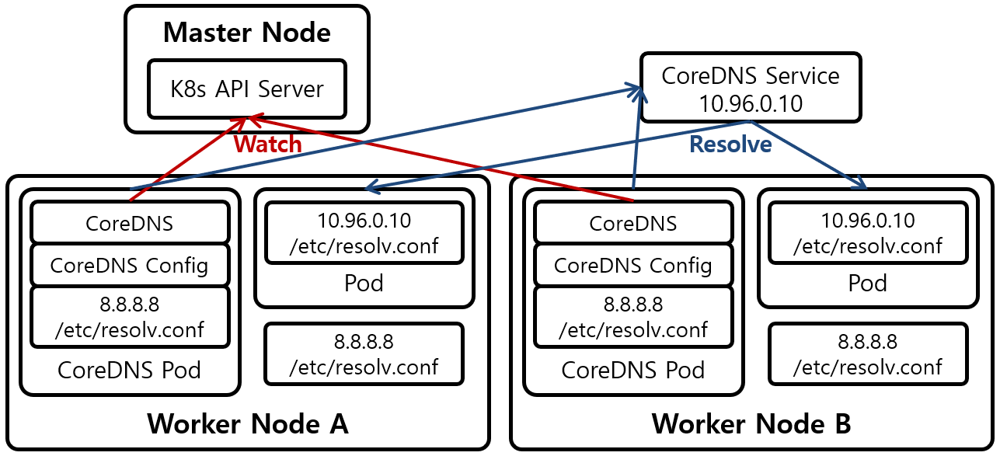 Master Node
K8s API Server
CoreDNS Service
10.96.0.10
Watch
Resolve
CoreDNS
CoreDNS Config
8.8.8.8
/etc/resolv.conf
CoreDNS Pod
10.96.0.10
/etc/resolv.conf
Pod
8.8.8.8
/etc/resolv.conf
Worker Node A
CoreDNS
CoreDNS Config
8.8.8.8
/etc/resolv.conf
CoreDNS Pod
10.96.0.10
/etc/resolv.conf
Pod
8.8.8.8
/etc/resolv.conf
Worker Node B